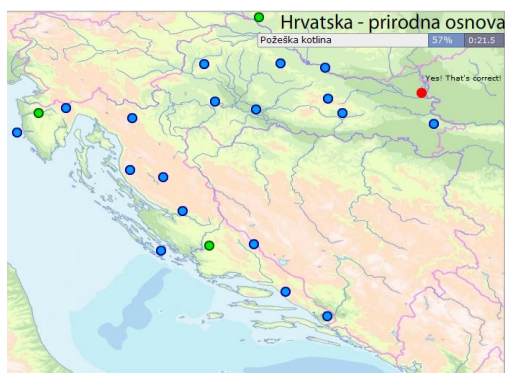 Hrvatska - prirodna osnova
Požeška kotlina 57% 0:21.5
Yes! That's correct!